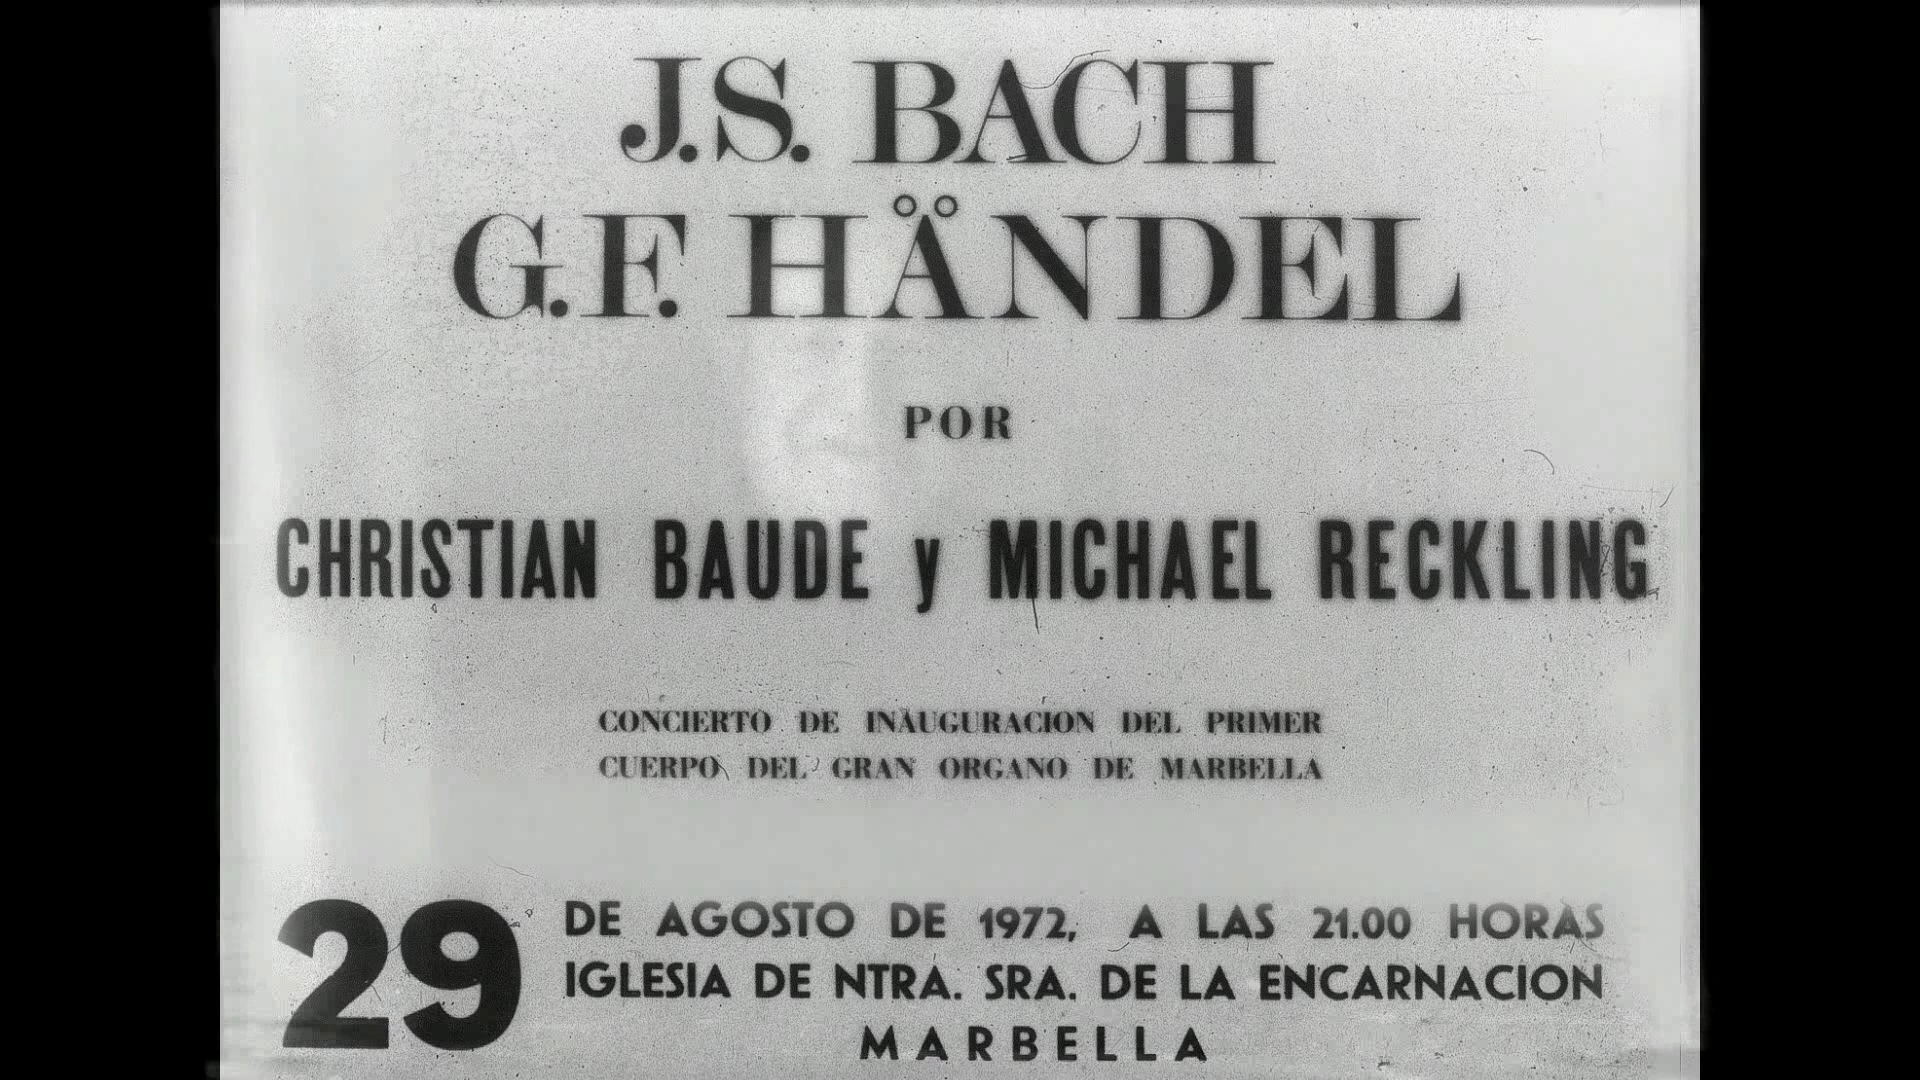 J.S. BACH
G.F. HÄNDEL
POR
CHRISTIAN BAUDE y MICHAEL RECKLING
CONCIERTO DE INAUGURACION DEL PRIMER
CUERPO DEL GRAN ORGANO DE MARBELLA
29 DE AGOSTO DE 1972, A LAS 21.00 HORAS
IGLESIA DE NTRA. SRA. DE LA ENCARNACION
MARBELLA